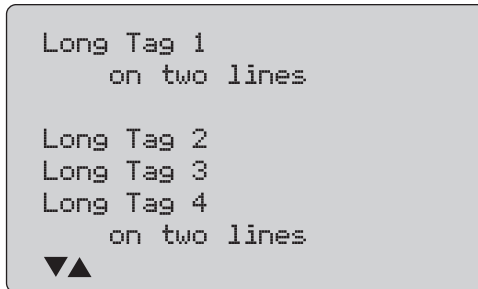 Long Tag 1
on two lines
Long Tag 2
Long Tag 3
Long Tag 4
on two lines
▼▲